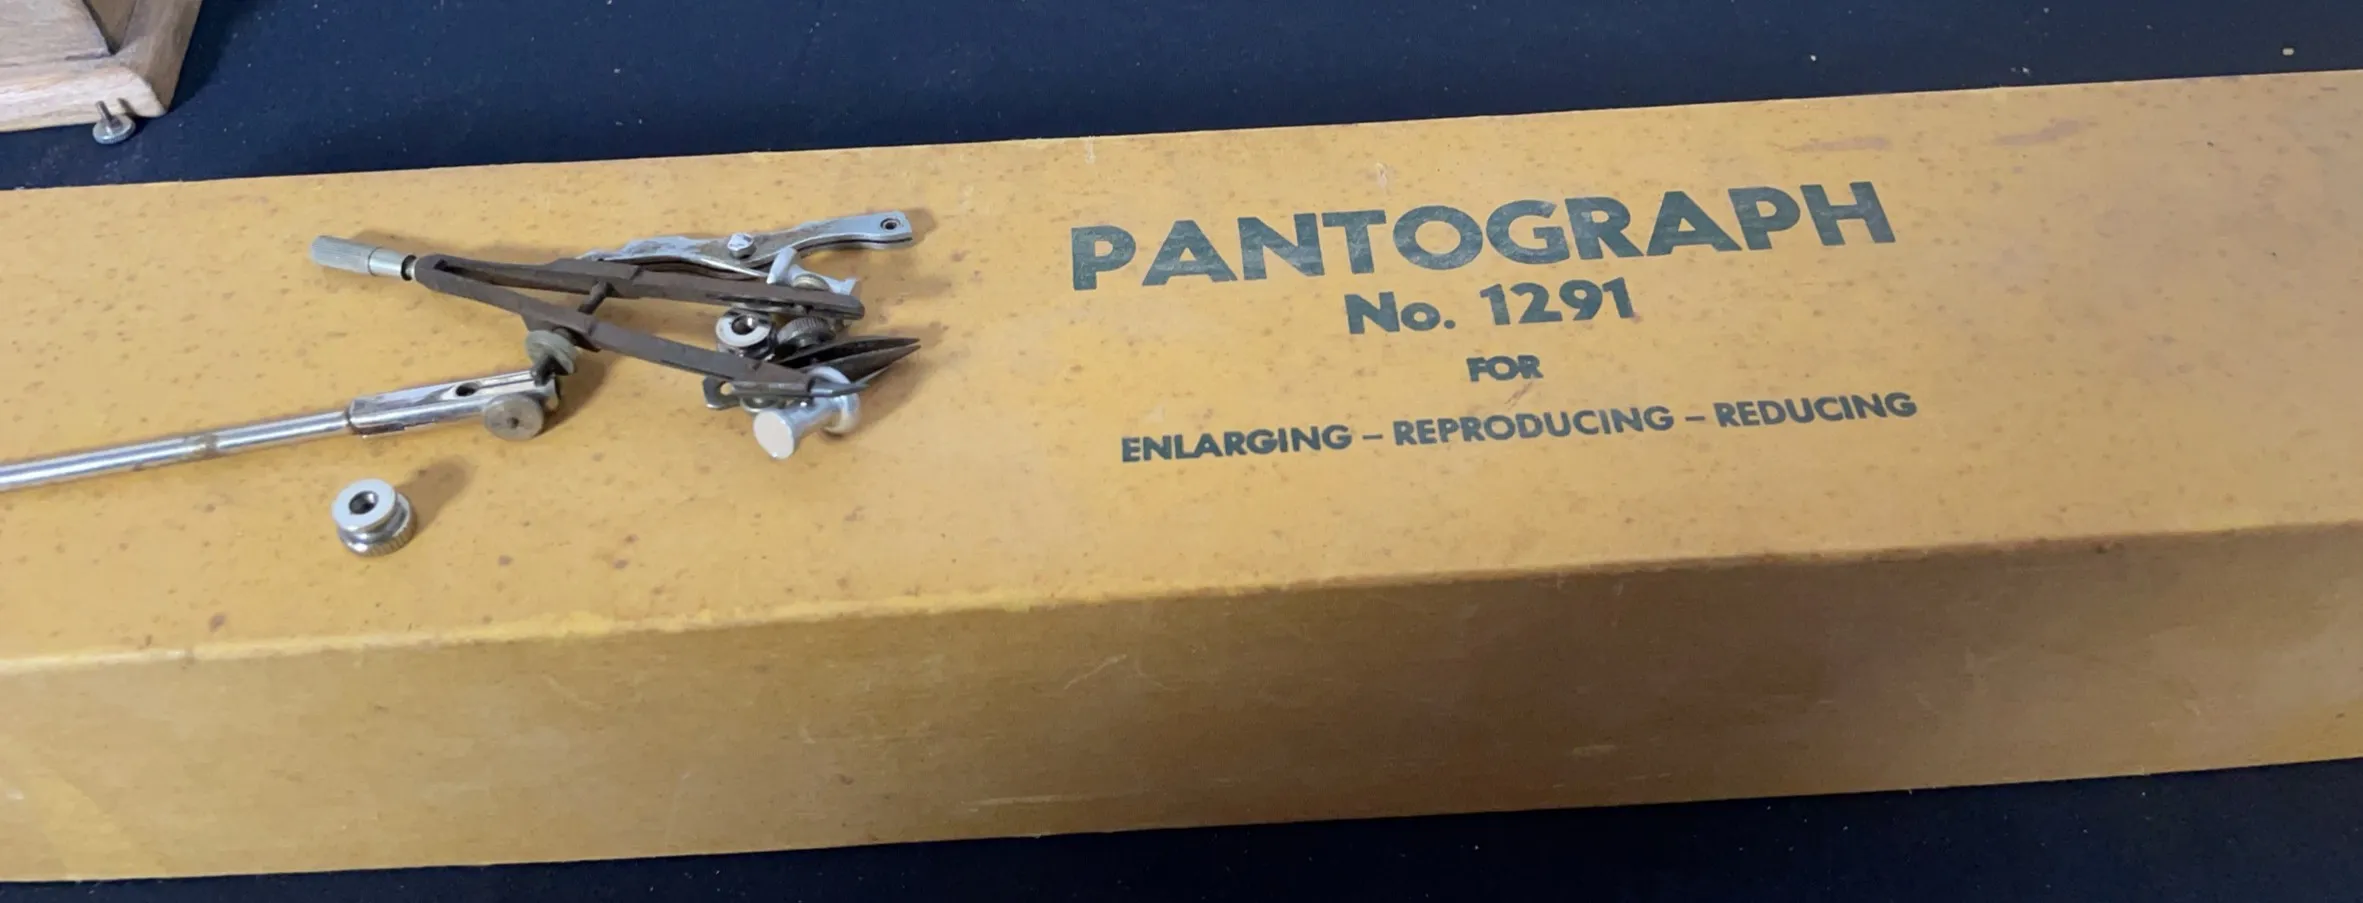 PANTOGRAPH
No. 1291
FOR
ENLARGING – REPRODUCING – REDUCING